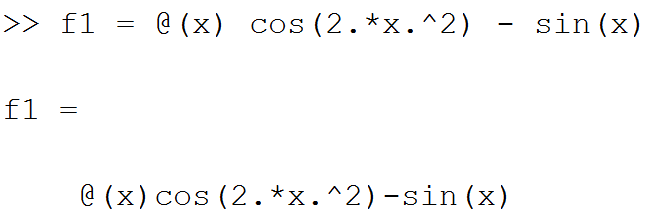 >> f1 = @(x) cos(2.*x.^2) - sin(x)
f1 =
@(x)cos(2.*x.^2)-sin(x)